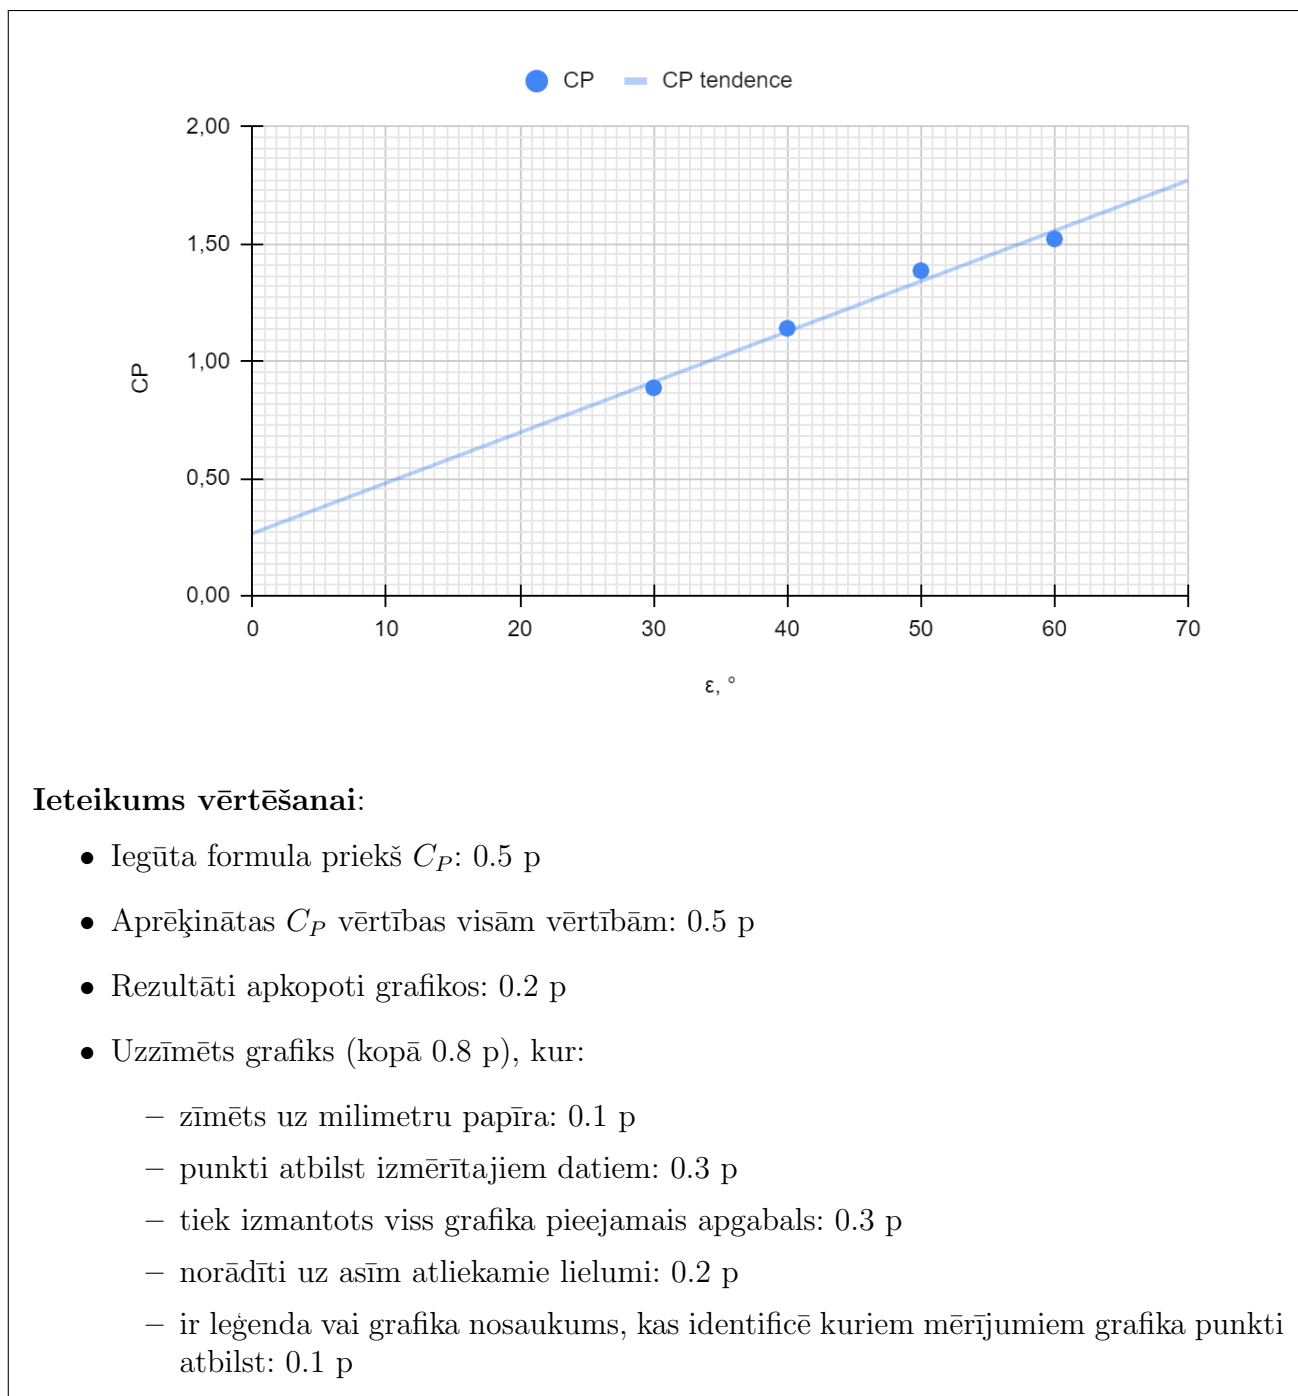 CP CP tendence
2,00
1,50
1,00
0,50
0,00
CP
0 10 20 30 40 50 60 70
ε, °
Ieteikums vērtēšanai:
• Iegūta formula priekš C_P: 0.5 p
• Aprēķinātas C_P vērtības visām vērtībām: 0.5 p
• Rezultāti apkopoti grafikos: 0.2 p
• Uzzīmēts grafiks (kopā 0.8 p), kur:
– zīmēts uz milimetru papīra: 0.1 p
– punkti atbilst izmērītajiem datiem: 0.3 p
– tiek izmantots viss grafika pieejamais apgabals: 0.3 p
– norādīti uz asīm atliekamie lielumi: 0.2 p
– ir leģenda vai grafika nosaukums, kas identificē kuriem mērījumiem grafika punkti
atbilst: 0.1 p